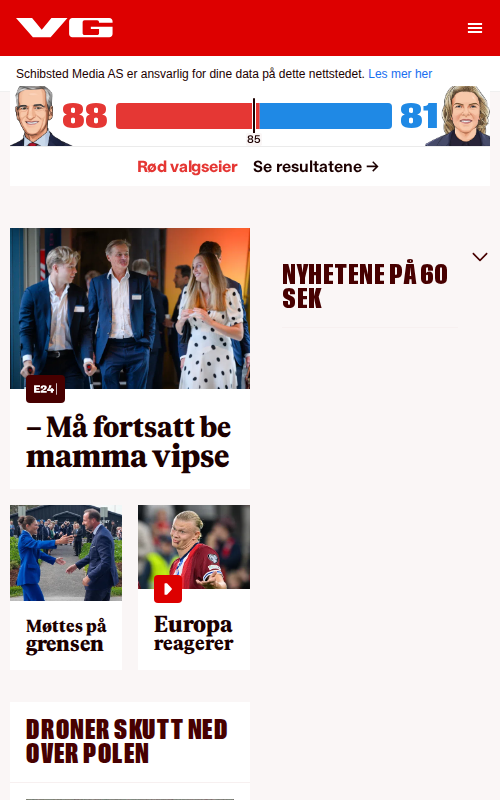 VG
Schibsted Media AS er ansvarlig for dine data på dette nettstedet. Les mer her
88
81
85
Rød valgseier Se resultatene →
NYHETENE PÅ 60
SEK
E24
– Må fortsatt be
mamma vipse
Møttes på
grensen
Europa
reagerer
DRONER SKUTT NED
OVER POLEN